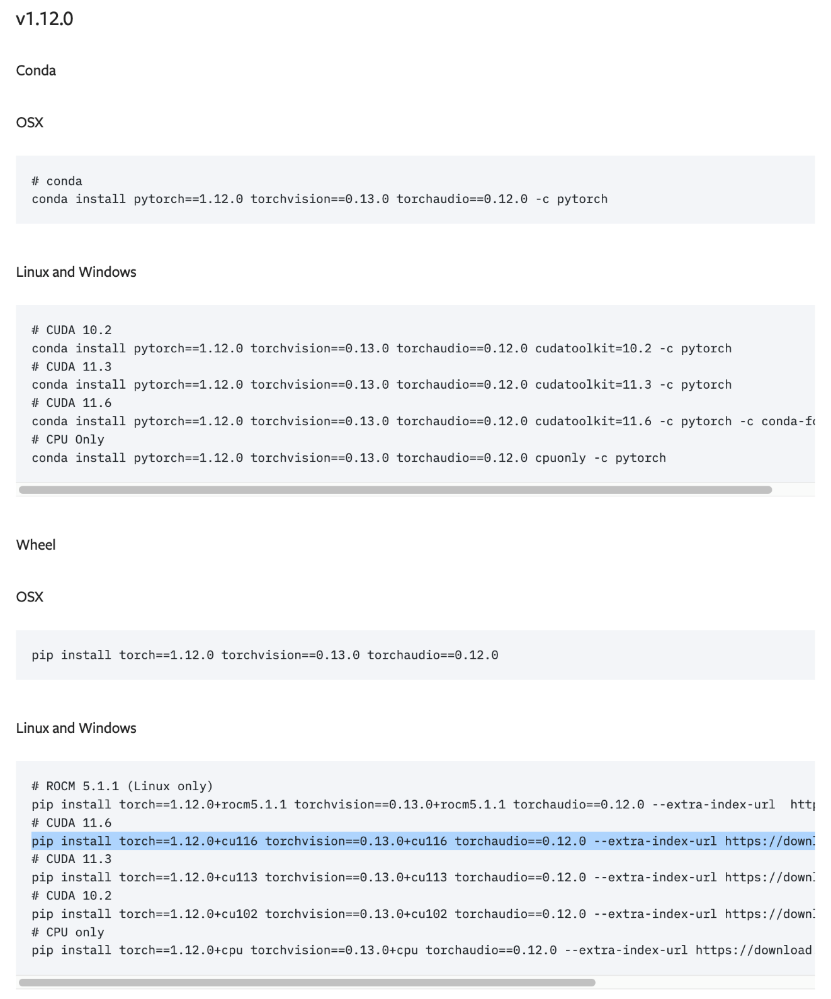 v1.12.0
Conda
OSX
# conda
conda install pytorch==1.12.0 torchvision==0.13.0 torchaudio==0.12.0 -c pytorch
Linux and Windows
# CUDA 10.2
conda install pytorch==1.12.0 torchvision==0.13.0 torchaudio==0.12.0 cudatoolkit=10.2 -c pytorch
# CUDA 11.3
conda install pytorch==1.12.0 torchvision==0.13.0 torchaudio==0.12.0 cudatoolkit=11.3 -c pytorch
# CUDA 11.6
conda install pytorch==1.12.0 torchvision==0.13.0 torchaudio==0.12.0 cudatoolkit=11.6 -c pytorch -c conda-fo
# CPU Only
conda install pytorch==1.12.0 torchvision==0.13.0 torchaudio==0.12.0 cpuonly -c pytorch
Wheel
OSX
pip install torch==1.12.0 torchvision==0.13.0 torchaudio==0.12.0
Linux and Windows
# ROCM 5.1.1 (Linux only)
pip install torch==1.12.0+rocm5.1.1 torchvision==0.13.0+rocm5.1.1 torchaudio==0.12.0 --extra-index-url  http
# CUDA 11.6
pip install torch==1.12.0+cu116 torchvision==0.13.0+cu116 torchaudio==0.12.0 --extra-index-url https://downl
# CUDA 11.3
pip install torch==1.12.0+cu113 torchvision==0.13.0+cu113 torchaudio==0.12.0 --extra-index-url https://downl
# CUDA 10.2
pip install torch==1.12.0+cu102 torchvision==0.13.0+cu102 torchaudio==0.12.0 --extra-index-url https://downl
# CPU only
pip install torch==1.12.0+cpu torchvision==0.13.0+cpu torchaudio==0.12.0 --extra-index-url https://download